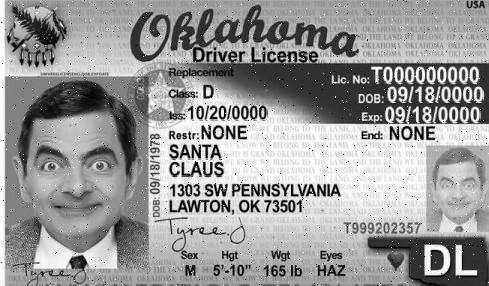 USA
Oklahoma
Driver License
Replacement
Lic. No: T000000000
Class: D
DOB: 09/18/0000
Iss: 10/20/0000
Exp: 09/18/0000
Restr: NONE
End: NONE
SANTA
CLAUS
1303 SW PENNSYLVANIA
LAWTON, OK 73501
DOB: 09/18/1978
T999202357
Tyree J
Sex Hgt Wgt Eyes
M 5'-10" 165 lb HAZ
DL
Tyree J